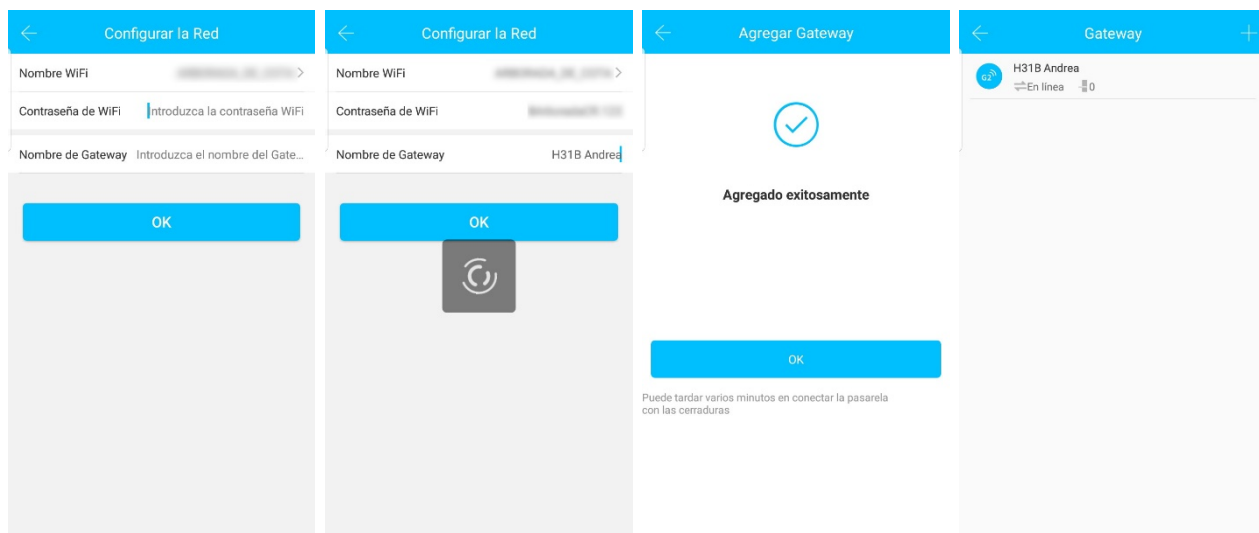 Configurar la Red
Nombre WiFi
Contraseña de WiFi Introduzca la contraseña WiFi
Nombre de Gateway Introduzca el nombre del Gate...
OK
Configurar la Red
Nombre WiFi
Contraseña de WiFi
Nombre de Gateway H31B Andrea
OK
Agregar Gateway
Agregado exitosamente
OK
Puede tardar varios minutos en conectar la pasarela
con las cerraduras
Gateway
G2
H31B Andrea
En línea 0